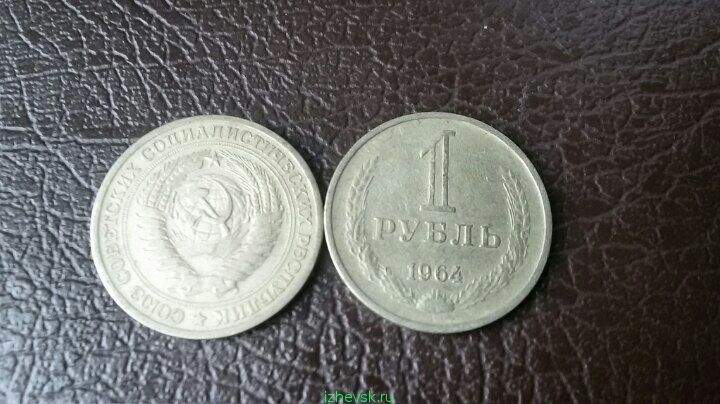 СОЮЗ СОВЕТСКИХ СОЦИАЛИСТИЧЕСКИХ РЕСПУБЛИК
1
РУБЛЬ
1964
izhevsk.ru